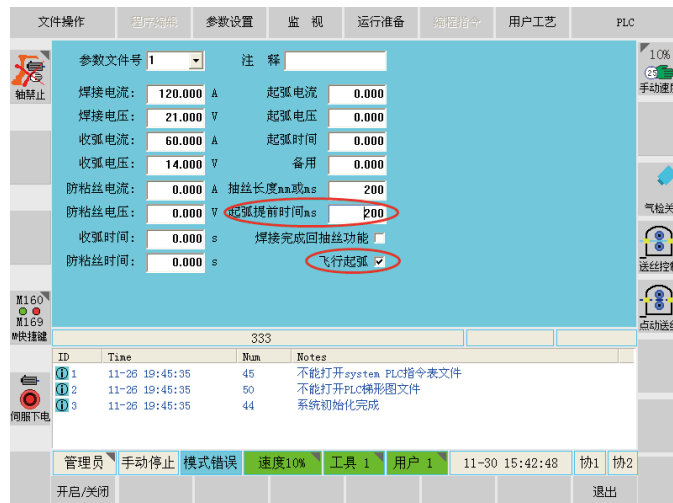 文件操作 程序编辑 参数设置 监 视 运行准备 编程指令 用户工艺 PLC
轴禁止
参数文件号 1 注 释
焊接电流: 120.000 A 起弧电流 0.000
焊接电压: 21.000 V 起弧电压 0.000
收弧电流: 60.000 A 起弧时间 0.000
收弧电压: 14.000 V 备用 0.000
防粘丝电流: 0.000 A 抽丝长度mm或ms 200
防粘丝电压: 0.000 V 起弧提前时间ms 200
收弧时间: 0.000 s 焊接完成回抽丝功能
防粘丝时间: 0.000 s 飞行起弧
10%
25
手动速度
气检关
送丝控制
点动送丝
M160
M169
M快捷键
伺服下电
333
ID Time Num Notes
1 11-26 19:45:35 45 不能打开system PLC指令表文件
2 11-26 19:45:35 50 不能打开PLC梯形图文件
3 11-26 19:45:35 44 系统初始化完成
管理员 手动停止 模式错误 速度10% 工具 1 用户 1 11-30 15:42:48 协1 协2
开启/关闭 退出